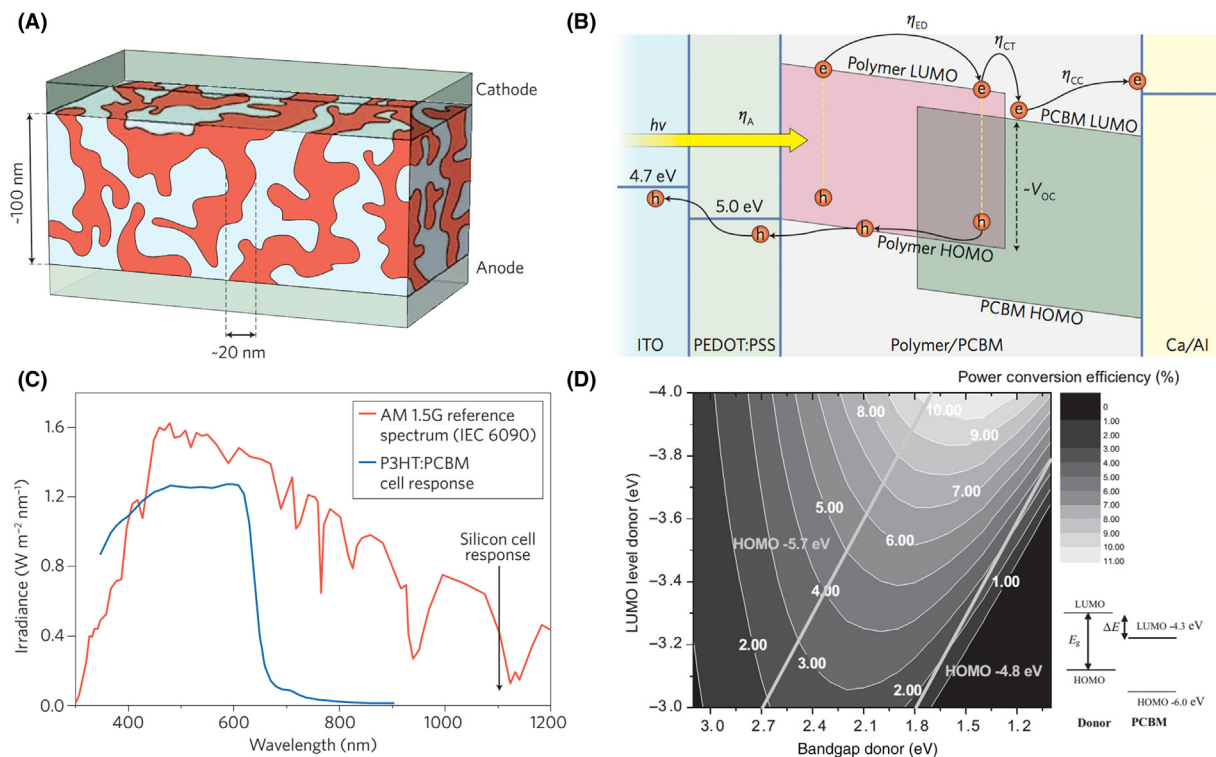 (A)
Cathode
~100 nm
Anode
~20 nm
(B)
η_ED
η_CT
η_CC
Polymer LUMO
e
e
e
e
PCBM LUMO
hv
η_A
4.7 eV
5.0 eV
~V_OC
h
h
h
h
h
Polymer HOMO
PCBM HOMO
ITO
PEDOT:PSS
Polymer/PCBM
Ca/Al
(C)
Irradiance (W m⁻² nm⁻¹)
1.6
1.2
0.8
0.4
0.0
AM 1.5G reference
spectrum (IEC 6090)
P3HT:PCBM
cell response
Silicon cell
response
400
600
800
1000
1200
Wavelength (nm)
(D)
Power conversion efficiency (%)
LUMO level donor (eV)
−4.0
−3.8
−3.6
−3.4
−3.2
−3.0
8.00
10.00
9.00
7.00
5.00
6.00
HOMO -5.7 eV
4.00
1.00
2.00
3.00
2.00
HOMO -4.8 eV
3.0
2.7
2.4
2.1
1.8
1.5
1.2
Bandgap donor (eV)
0
1.00
2.00
3.00
4.00
5.00
6.00
7.00
8.00
9.00
10.00
11.00
LUMO
ΔE
LUMO -4.3 eV
E_g
HOMO
HOMO -6.0 eV
Donor
PCBM